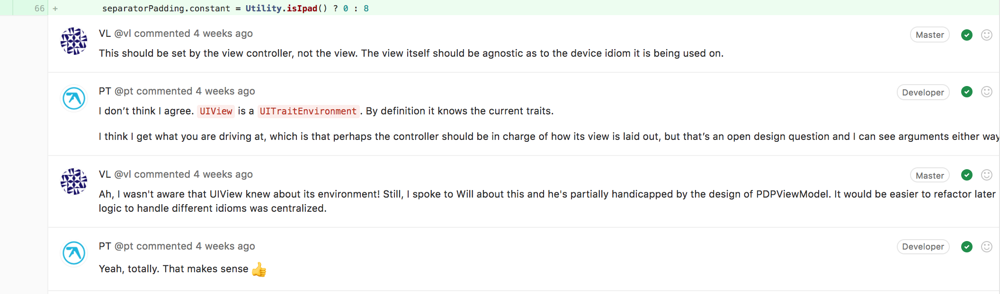 66 + separatorPadding.constant = Utility.isIpad() ? 0 : 8
VL @vl commented 4 weeks ago
Master
This should be set by the view controller, not the view. The view itself should be agnostic as to the device idiom it is being used on.
PT @pt commented 4 weeks ago
Developer
I don’t think I agree. UIView is a UITraitEnvironment. By definition it knows the current traits.
I think I get what you are driving at, which is that perhaps the controller should be in charge of how its view is laid out, but that’s an open design question and I can see arguments either way
VL @vl commented 4 weeks ago
Master
Ah, I wasn't aware that UIView knew about its environment! Still, I spoke to Will about this and he's partially handicapped by the design of PDPViewModel. It would be easier to refactor later
logic to handle different idioms was centralized.
PT @pt commented 4 weeks ago
Developer
Yeah, totally. That makes sense 👍